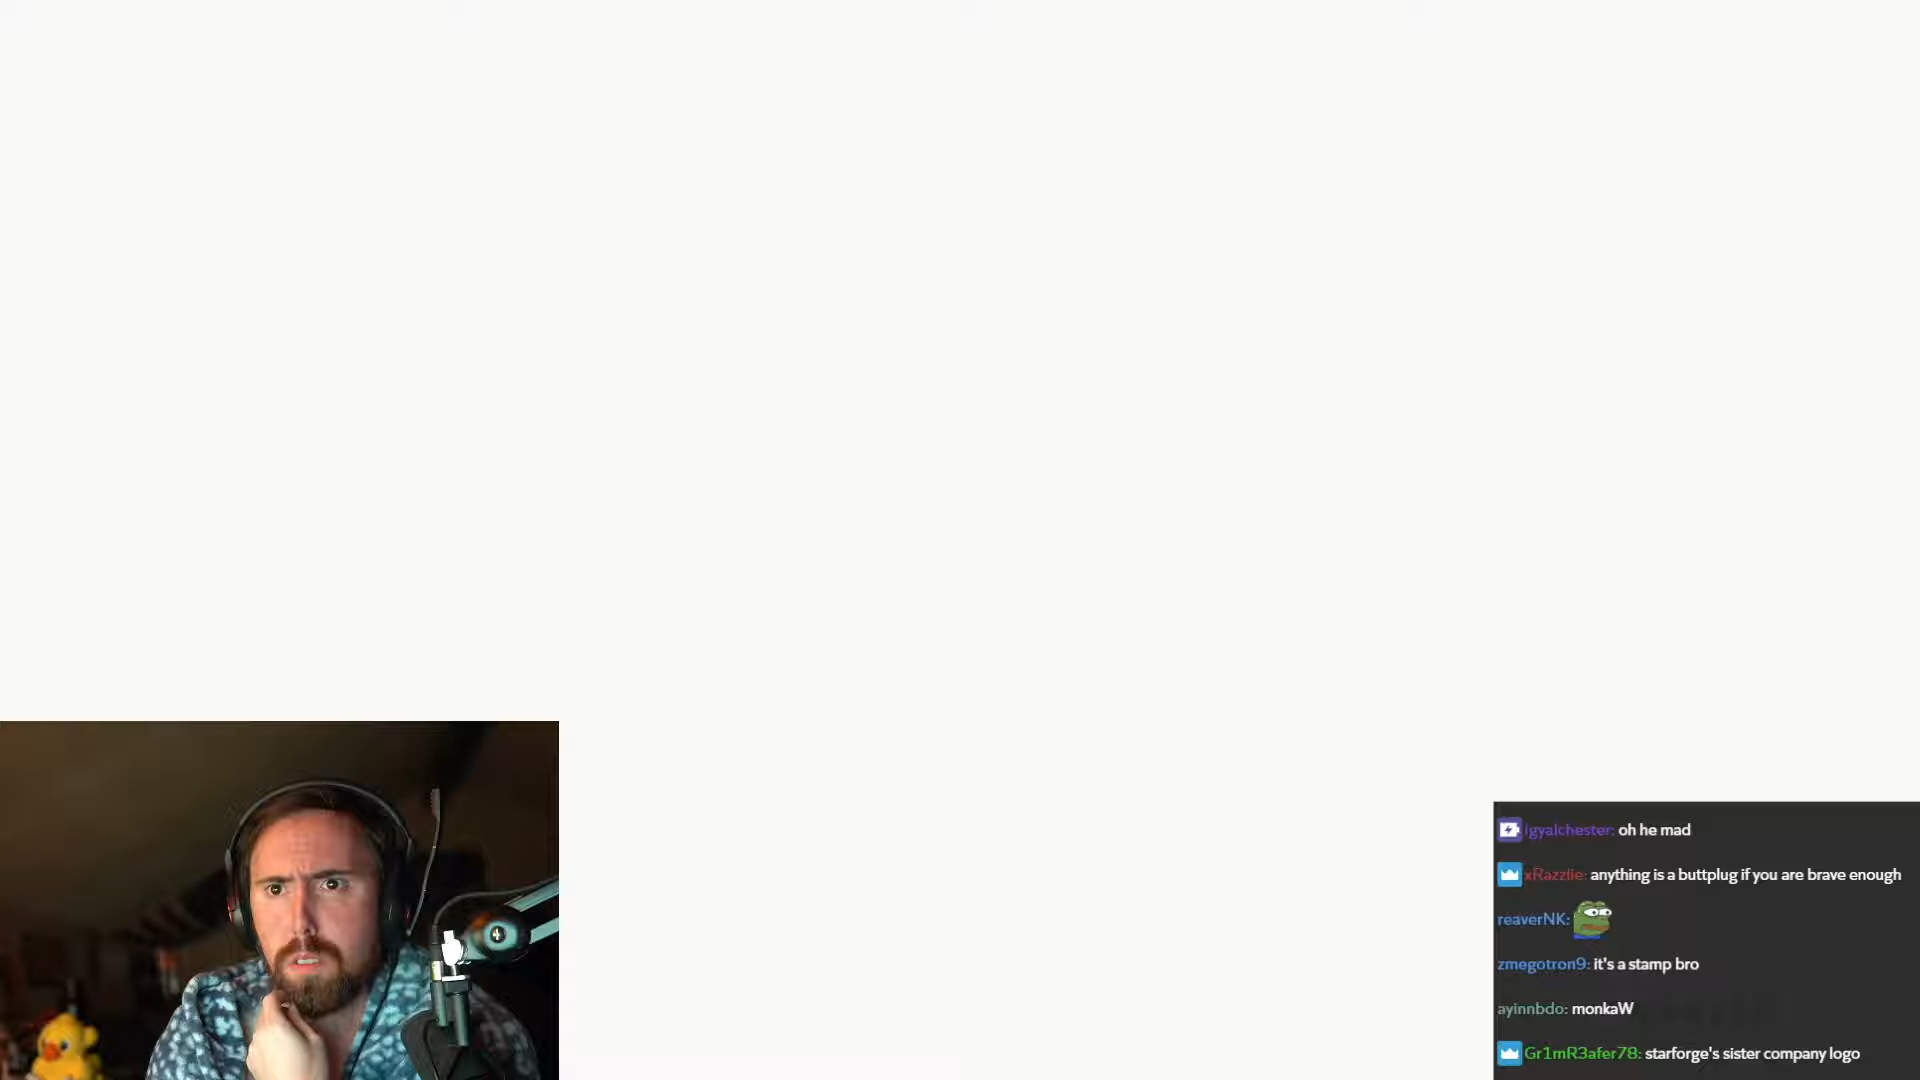 igyalchester: oh he mad
xRazzlie: anything is a buttplug if you are brave enough
reaverNK:
zmegotron9: it's a stamp bro
ayinnbdo: monkaW
Gr1mR3afer78: starforge's sister company logo